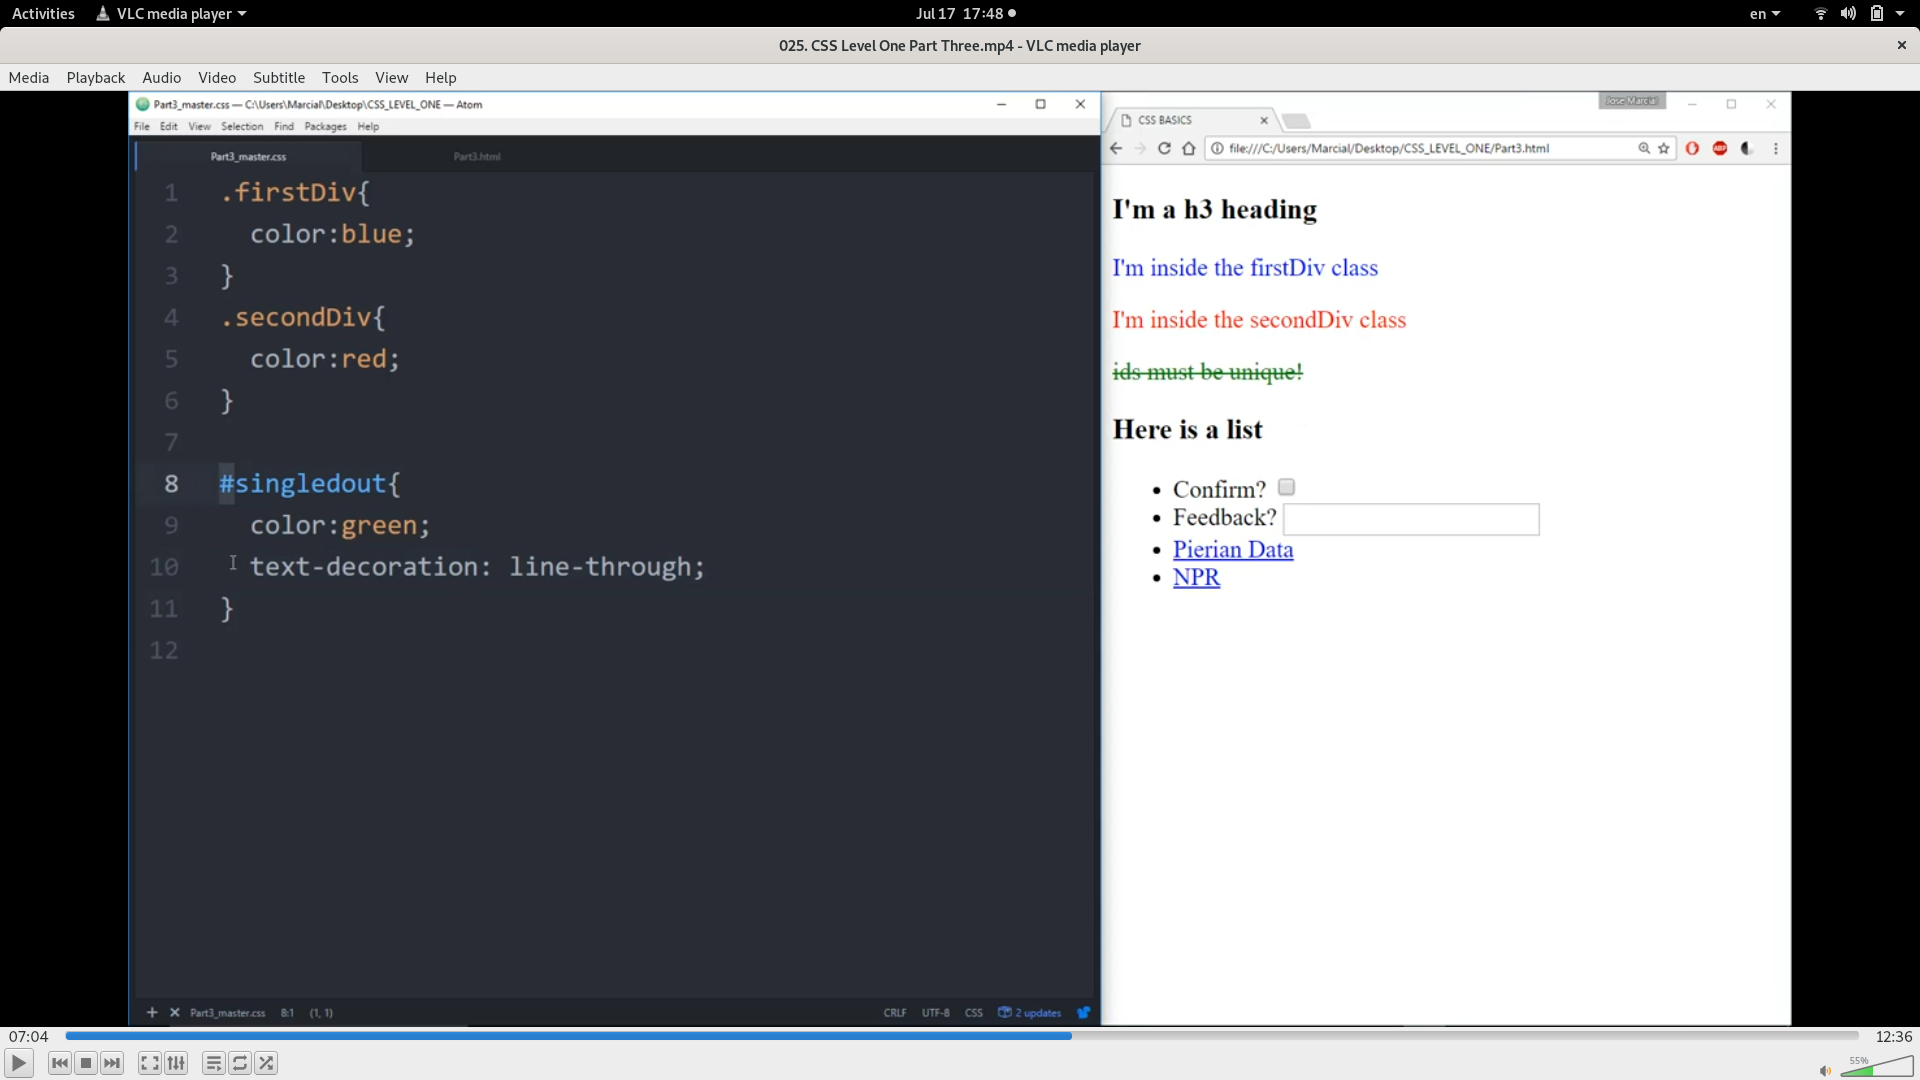 Activities VLC media player Jul 17 17:48 en
025. CSS Level One Part Three.mp4 - VLC media player
Media Playback Audio Video Subtitle Tools View Help
Part3_master.css — C:\Users\Marcial\Desktop\CSS_LEVEL_ONE — Atom
File Edit View Selection Find Packages Help
Part3_master.css Part3.html
1 .firstDiv{
2 color:blue;
3 }
4 .secondDiv{
5 color:red;
6 }
7
8 #singledout{
9 color:green;
10 text-decoration: line-through;
11 }
12
Part3_master.css 8:1 (1, 1) CRLF UTF-8 CSS 2 updates
Jose Marcial
CSS BASICS
file:///C:/Users/Marcial/Desktop/CSS_LEVEL_ONE/Part3.html
ABP
I'm a h3 heading
I'm inside the firstDiv class
I'm inside the secondDiv class
ids must be unique!
Here is a list
• Confirm?
• Feedback?
• Pierian Data
• NPR
07:04 12:36
55%